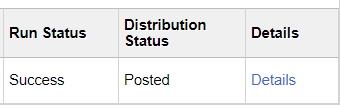 Run Status
Distribution
Status
Details
Success
Posted
Details